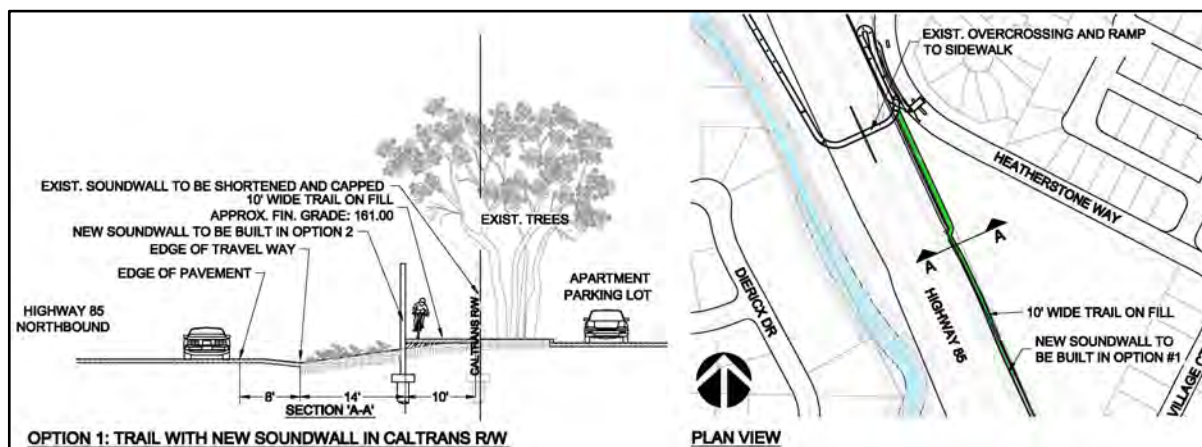 EXIST. SOUNDWALL TO BE SHORTENED AND CAPPED
10' WIDE TRAIL ON FILL
APPROX. FIN. GRADE: 161.00
NEW SOUNDWALL TO BE BUILT IN OPTION 2
EDGE OF TRAVEL WAY
EDGE OF PAVEMENT
HIGHWAY 85
NORTHBOUND
EXIST. TREES
CALTRANS R/W
APARTMENT
PARKING LOT
8'
14'
10'
SECTION 'A-A'
OPTION 1: TRAIL WITH NEW SOUNDWALL IN CALTRANS R/W
EXIST. OVERCROSSING AND RAMP
TO SIDEWALK
HEATHERSTONE WAY
A
A
DIERICX DR
HIGHWAY 85
10' WIDE TRAIL ON FILL
NEW SOUNDWALL TO
BE BUILT IN OPTION #1
VILLAGE
PLAN VIEW